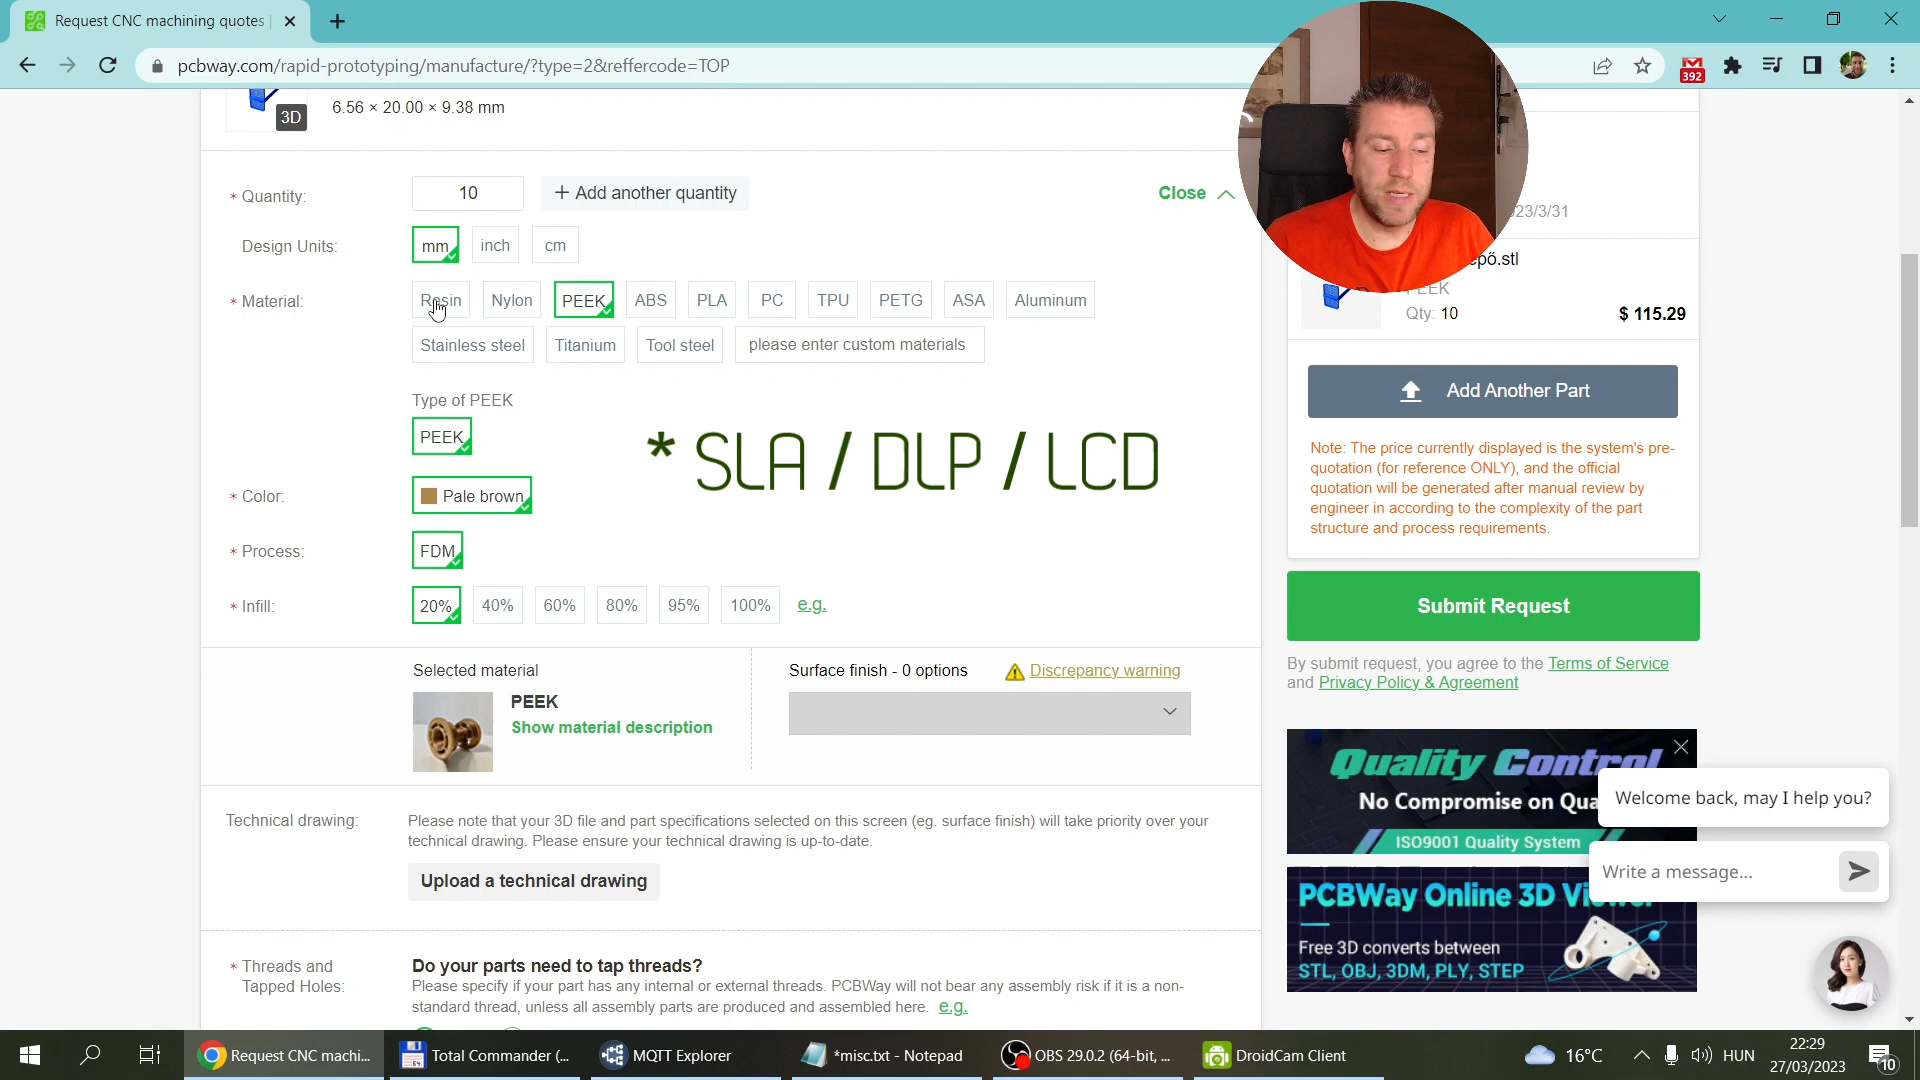 Request CNC machining quotes
pcbway.com/rapid-prototyping/manufacture/?type=2&reffercode=TOP
392
3D
6.56 × 20.00 × 9.38 mm
* Quantity:
10
+ Add another quantity
Close
23/3/31
Design Units:
mm
inch
cm
pő.stl
* Material:
Resin
Nylon
PEEK
ABS
PLA
PC
TPU
PETG
ASA
Aluminum
Stainless steel
Titanium
Tool steel
please enter custom materials
PEEK
Qty: 10
$ 115.29
Type of PEEK
PEEK
* SLA / DLP / LCD
Add Another Part
* Color:
Pale brown
Note: The price currently displayed is the system's pre-
quotation (for reference ONLY), and the official
quotation will be generated after manual review by
engineer in according to the complexity of the part
structure and process requirements.
* Process:
FDM
* Infill:
20%
40%
60%
80%
95%
100%
e.g.
Submit Request
By submit request, you agree to the Terms of Service
and Privacy Policy & Agreement
Selected material
PEEK
Show material description
Surface finish - 0 options
Discrepancy warning
Quality Control
No Compromise on Qua
ISO9001 Quality System
Welcome back, may I help you?
Write a message...
Technical drawing:
Please note that your 3D file and part specifications selected on this screen (eg. surface finish) will take priority over your
technical drawing. Please ensure your technical drawing is up-to-date.
Upload a technical drawing
PCBWay Online 3D Viewer
Free 3D converts between
STL, OBJ, 3DM, PLY, STEP
* Threads and
Tapped Holes:
Do your parts need to tap threads?
Please specify if your part has any internal or external threads. PCBWay will not bear any assembly risk if it is a non-
standard thread, unless all assembly parts are produced and assembled here. e.g.
Request CNC machi...
Total Commander (...
MQTT Explorer
*misc.txt - Notepad
OBS 29.0.2 (64-bit, ...
DroidCam Client
16°C
HUN
22:29
27/03/2023
10